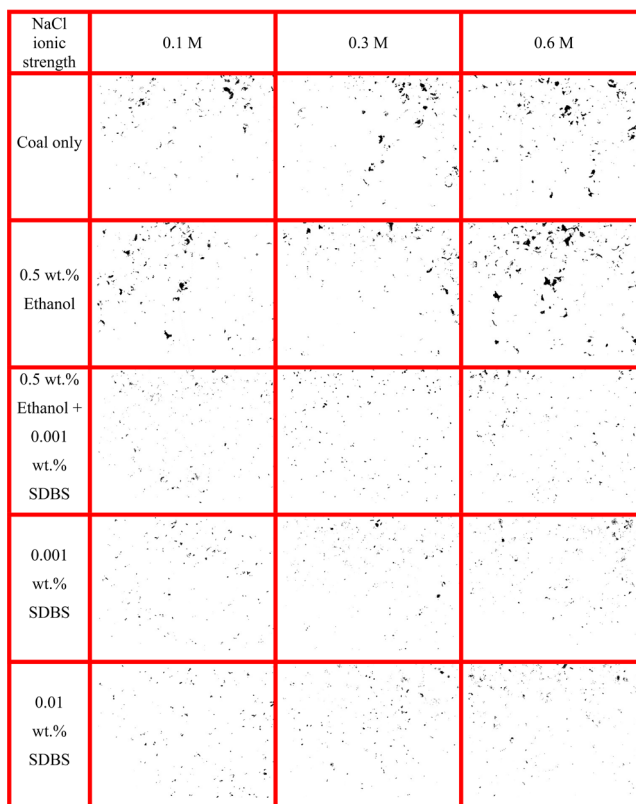 NaCl
ionic
strength
0.1 M
0.3 M
0.6 M
Coal only
0.5 wt.%
Ethanol
0.5 wt.%
Ethanol +
0.001
wt.%
SDBS
0.001
wt.%
SDBS
0.01
wt.%
SDBS